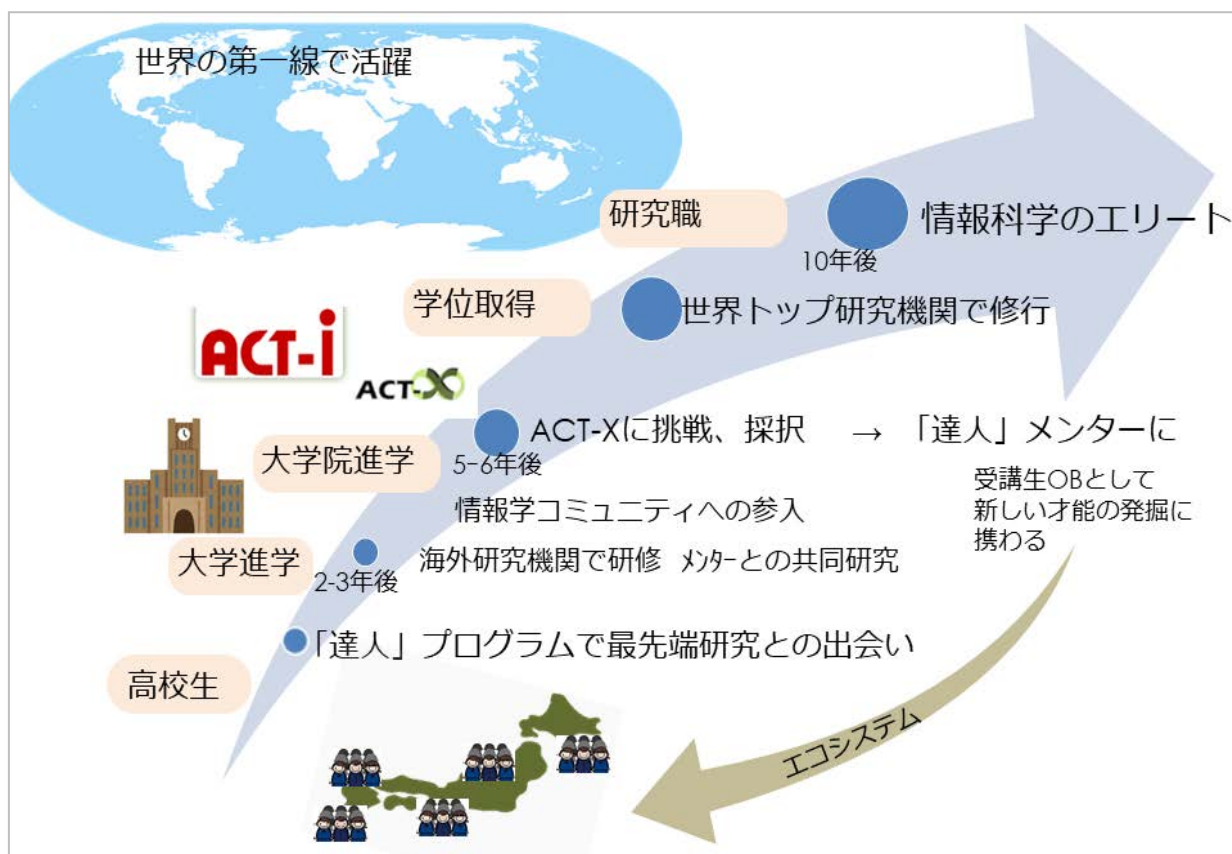 世界の第一線で活躍
研究職
情報科学のエリート
10年後
学位取得
世界トップ研究機関で修行
ACT-i
ACT-X
大学院進学
ACT-Xに挑戦、採択 → 「達人」メンターに
5−6年後
受講生OBとして
新しい才能の発掘に
携わる
情報学コミュニティへの参入
大学進学
2-3年後
海外研究機関で研修 メンターとの共同研究
「達人」プログラムで最先端研究との出会い
高校生
エコシステム